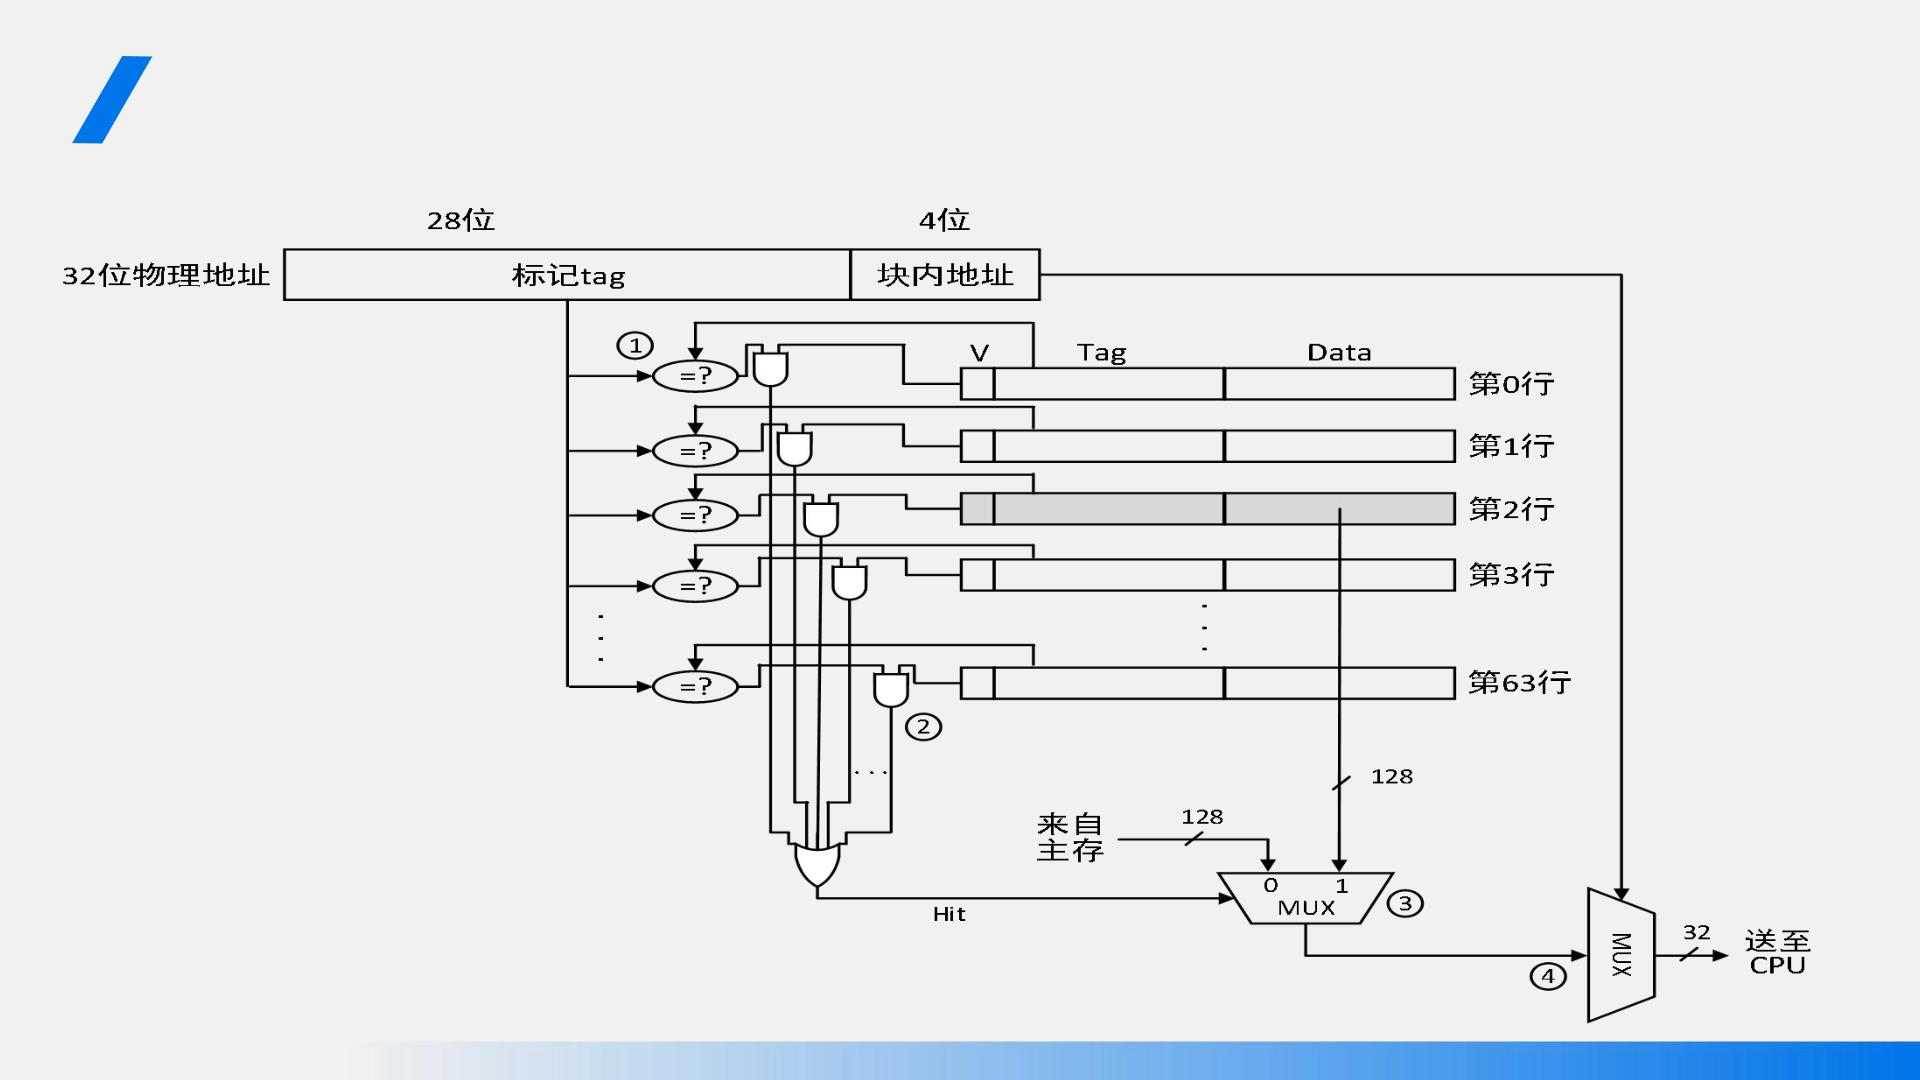 28位 4位
32位物理地址 标记tag 块内地址
① =? V Tag Data
第0行
=? 第1行
=? 第2行
=? 第3行
=? 第63行
②
128
来自
主存
128
0 1
MUX ③
Hit
④ MUX 32 送至
CPU